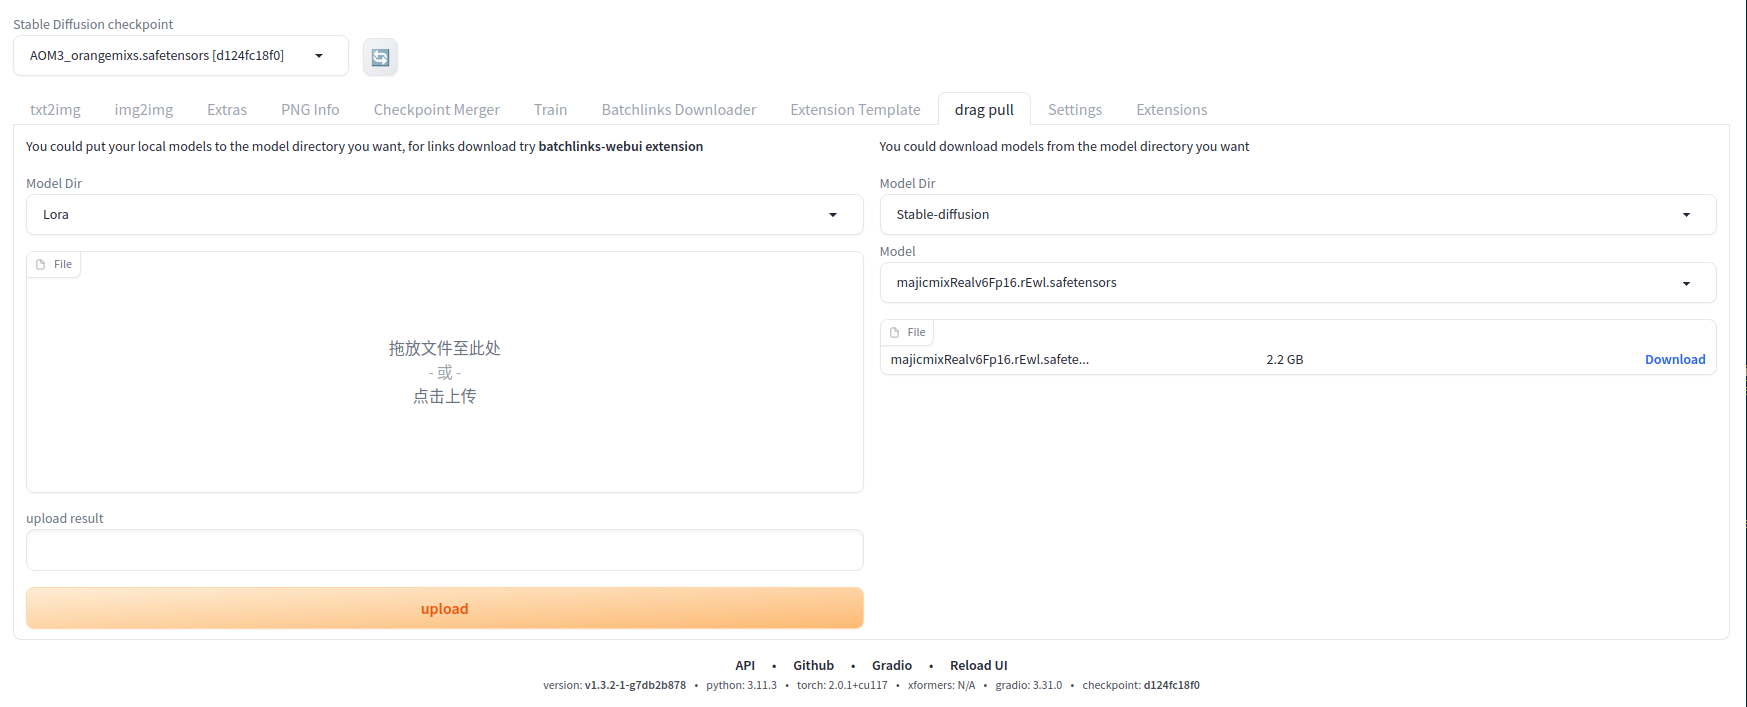 Stable Diffusion checkpoint
AOM3_orangemixs.safetensors [d124fc18f0]
txt2img img2img Extras PNG Info Checkpoint Merger Train Batchlinks Downloader Extension Template drag pull Settings Extensions
You could put your local models to the model directory you want, for links download try batchlinks-webui extension
Model Dir
Lora
File
拖放文件至此处
- 或 -
点击上传
upload result
upload
You could download models from the model directory you want
Model Dir
Stable-diffusion
Model
majicmixRealv6Fp16.rEwl.safetensors
File
majicmixRealv6Fp16.rEwl.safete... 2.2 GB Download
API • Github • Gradio • Reload UI
version: v1.3.2-1-g7db2b878 • python: 3.11.3 • torch: 2.0.1+cu117 • xformers: N/A • gradio: 3.31.0 • checkpoint: d124fc18f0